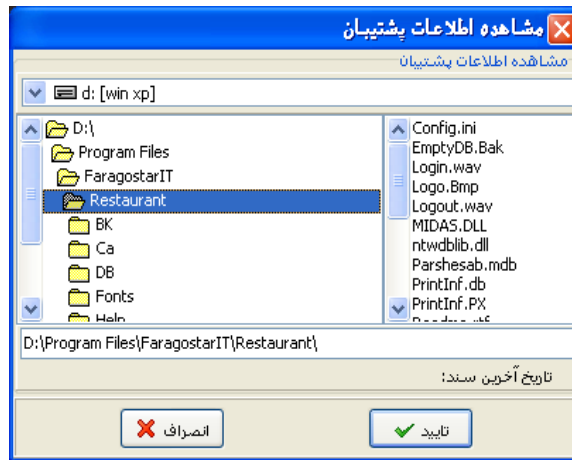 مشاهده اطلاعات پشتیبان
مشاهده اطلاعات پشتیبان
d: [win xp]
D:\
Program Files
FaragostarIT
Restaurant
BK
Ca
DB
Fonts
Help
Config.ini
EmptyDB.Bak
Login.wav
Logo.Bmp
Logout.wav
MIDAS.DLL
ntwdblib.dll
Parshesab.mdb
PrintInf.db
PrintInf.PX
D:\Program Files\FaragostarIT\Restaurant\
تاریخ آخرین سند:
تایید
انصراف